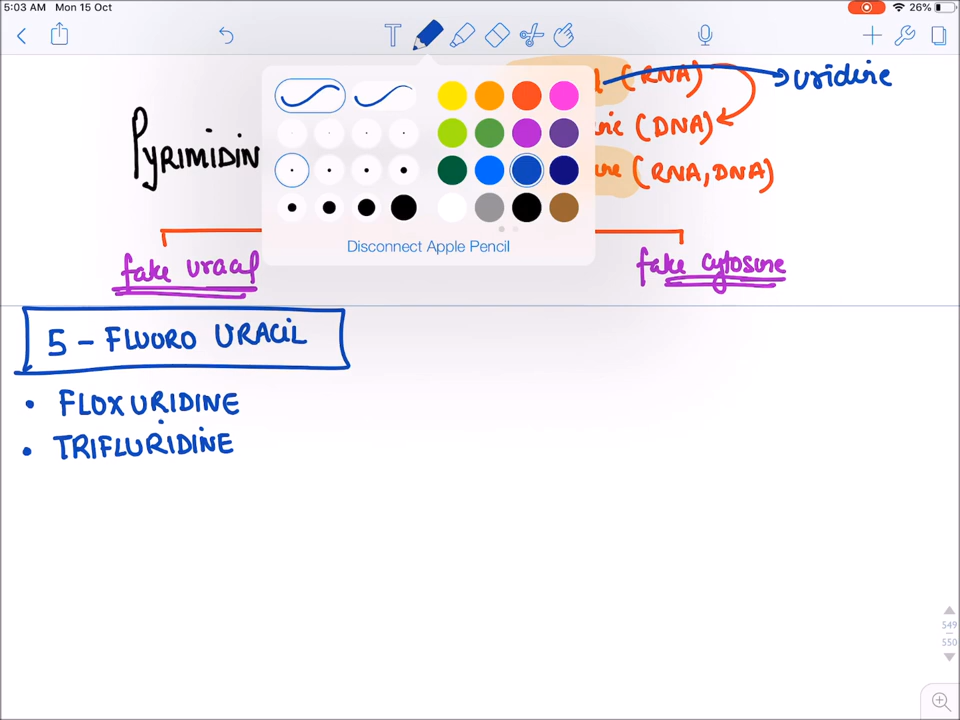 5:03 AM Mon 15 Oct 26%
T
(RNA) uridine
(DNA)
PYRIMIDIN
(RNA, DNA)
Disconnect Apple Pencil
fake uracil
fake cytosine
5 - FLUORO URACIL
• FLOXURIDINE
• TRIFLURIDINE
549
550